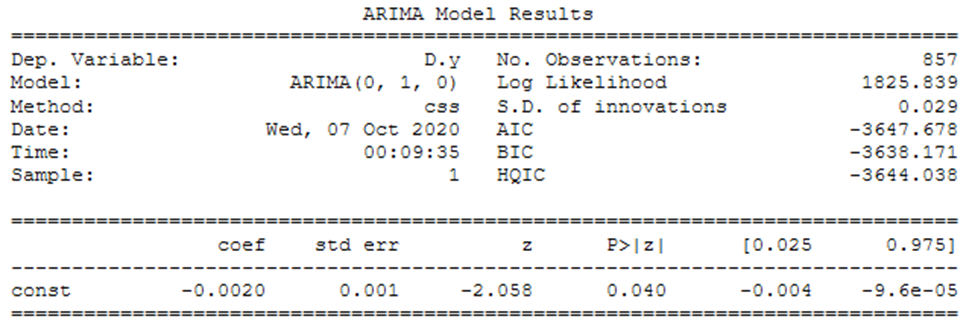 ARIMA Model Results
==============================================================================
Dep. Variable: D.y No. Observations: 857
Model: ARIMA(0, 1, 0) Log Likelihood 1825.839
Method: css S.D. of innovations 0.029
Date: Wed, 07 Oct 2020 AIC -3647.678
Time: 00:09:35 BIC -3638.171
Sample: 1 HQIC -3644.038
==============================================================================
coef std err z P>|z| [0.025 0.975]
------------------------------------------------------------------------------
const -0.0020 0.001 -2.058 0.040 -0.004 -9.6e-05
==============================================================================